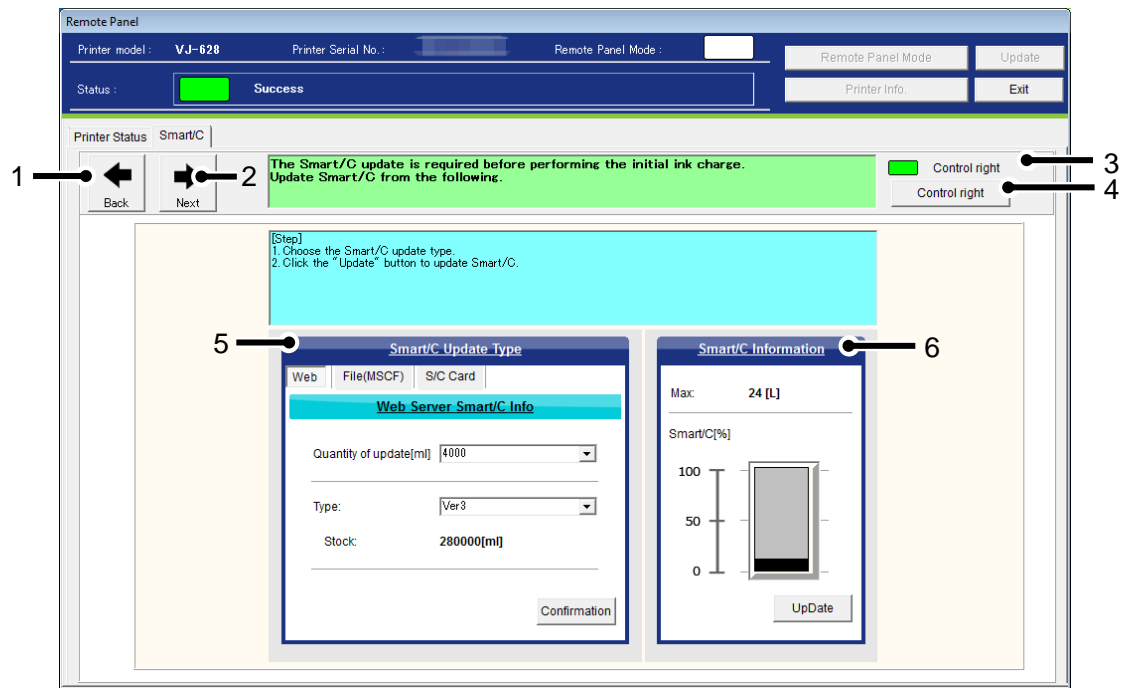 Remote Panel
Printer model : VJ-628 Printer Serial No. : Remote Panel Mode :
Remote Panel Mode Update
Status : Success
Printer Info. Exit
Printer Status Smart/C
1 Back
2 Next
The Smart/C update is required before performing the initial ink charge.
Update Smart/C from the following.
Control right 3
Control right 4
[Step]
1. Choose the Smart/C update type.
2. Click the "Update" button to update Smart/C.
5
Smart/C Update Type
Web File(MSCF) S/C Card
Web Server Smart/C Info
Quantity of update[ml] 4000
Type: Ver3
Stock: 280000[ml]
Confirmation
Smart/C Information 6
Max: 24 [L]
Smart/C[%]
100
50
0
UpDate